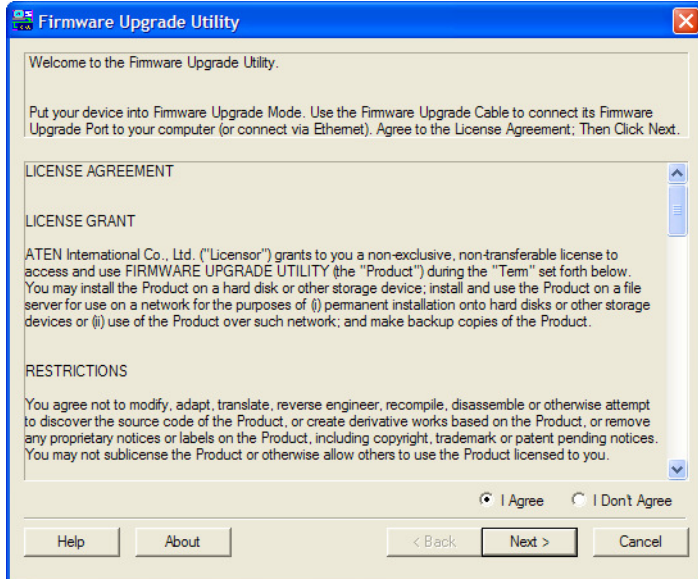 Firmware Upgrade Utility
Welcome to the Firmware Upgrade Utility.
Put your device into Firmware Upgrade Mode. Use the Firmware Upgrade Cable to connect its Firmware
Upgrade Port to your computer (or connect via Ethernet). Agree to the License Agreement; Then Click Next.
LICENSE AGREEMENT
LICENSE GRANT
ATEN International Co., Ltd. ("Licensor") grants to you a non-exclusive, non-transferable license to
access and use FIRMWARE UPGRADE UTILITY (the "Product") during the "Term" set forth below.
You may install the Product on a hard disk or other storage device; install and use the Product on a file
server for use on a network for the purposes of (i) permanent installation onto hard disks or other storage
devices or (ii) use of the Product over such network; and make backup copies of the Product.
RESTRICTIONS
You agree not to modify, adapt, translate, reverse engineer, recompile, disassemble or otherwise attempt
to discover the source code of the Product, or create derivative works based on the Product, or remove
any proprietary notices or labels on the Product, including copyright, trademark or patent pending notices.
You may not sublicense the Product or otherwise allow others to use the Product licensed to you.
I Agree I Don't Agree
Help About < Back Next > Cancel